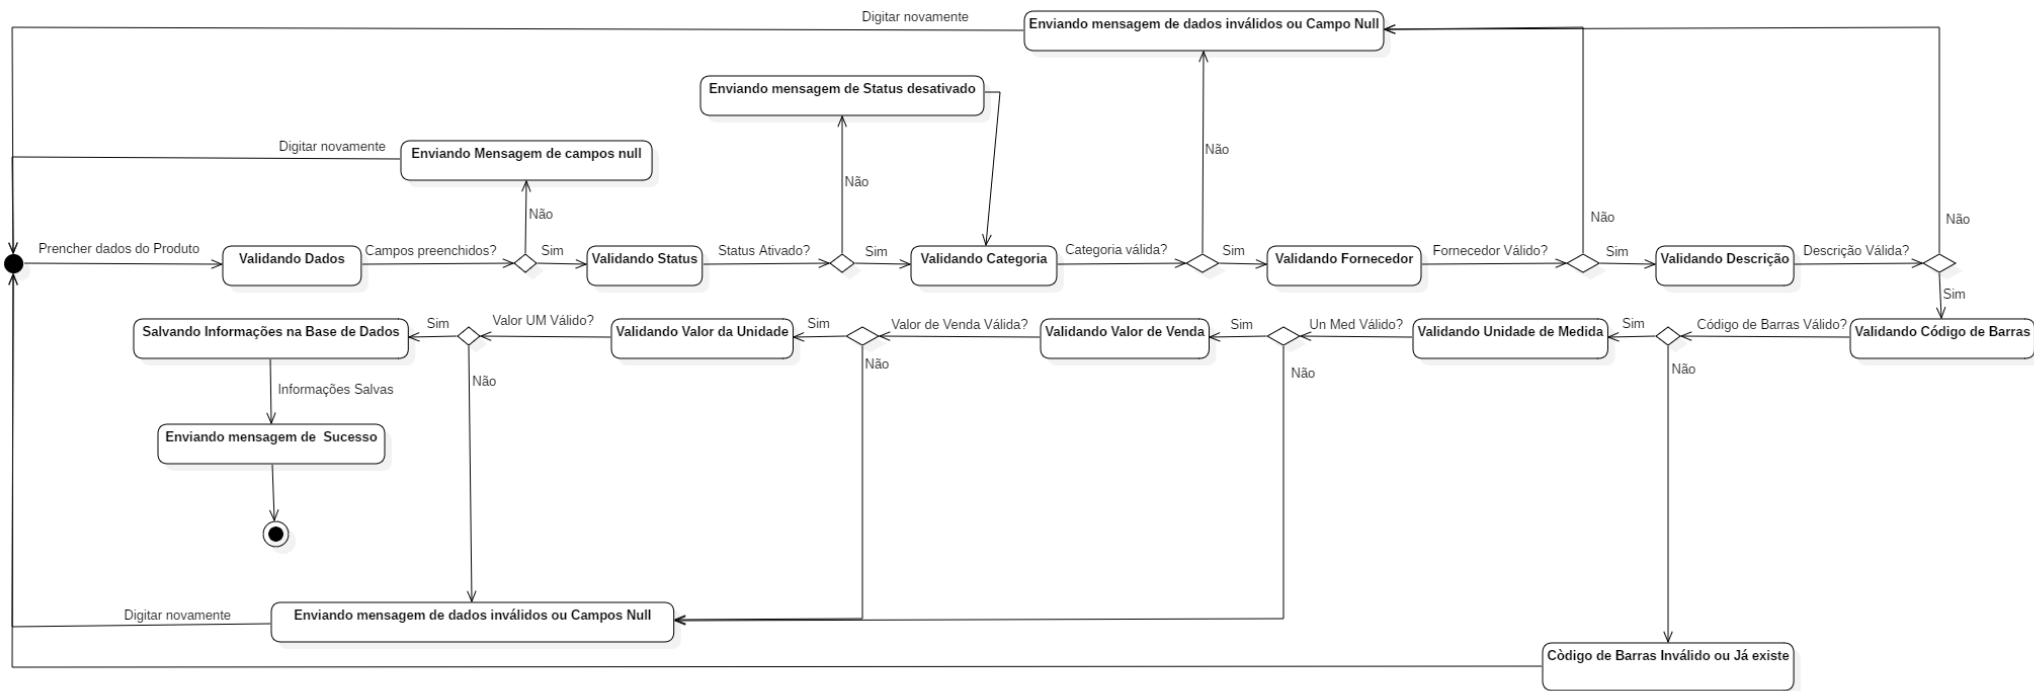 Digitar novamente
Enviando mensagem de dados inválidos ou Campo Null
Enviando mensagem de Status desativado
Digitar novamente
Enviando Mensagem de campos null
Não
Não
Não
Não
Não
Prencher dados do Produto
Validando Dados
Campos preenchidos?
Sim
Validando Status
Status Ativado?
Sim
Validando Categoria
Categoria válida?
Sim
Validando Fornecedor
Fornecedor Válido?
Sim
Validando Descrição
Descrição Válida?
Sim
Salvando Informações na Base de Dados
Sim
Valor UM Válido?
Validando Valor da Unidade
Sim
Valor de Venda Válida?
Validando Valor de Venda
Sim
Un Med Válido?
Validando Unidade de Medida
Sim
Código de Barras Válido?
Validando Código de Barras
Não
Não
Não
Não
Informações Salvas
Enviando mensagem de  Sucesso
Digitar novamente
Enviando mensagem de dados inválidos ou Campos Null
Còdigo de Barras Inválido ou Já existe